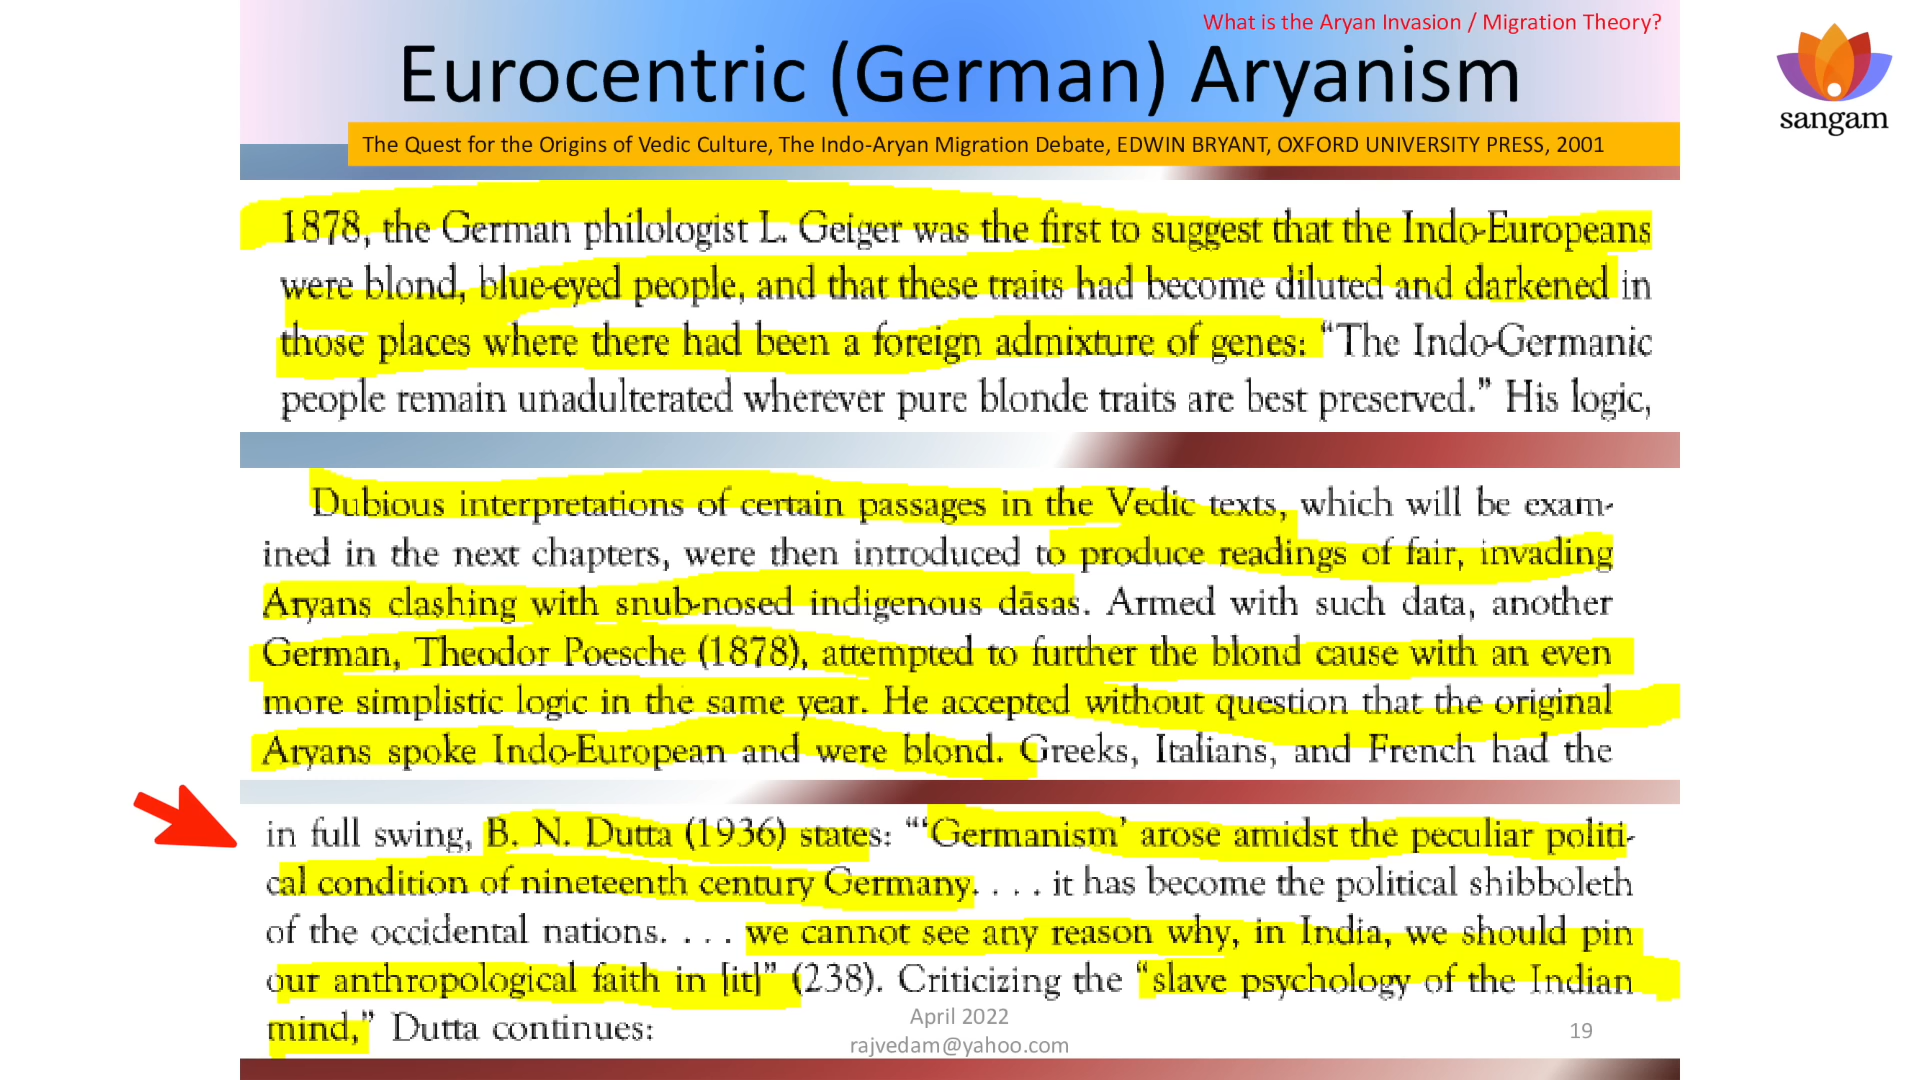 What is the Aryan Invasion / Migration Theory?
Eurocentric (German) Aryanism
sangam
The Quest for the Origins of Vedic Culture, The Indo-Aryan Migration Debate, EDWIN BRYANT, OXFORD UNIVERSITY PRESS, 2001
1878, the German philologist L. Geiger was the first to suggest that the Indo-Europeans
were blond, blue-eyed people, and that these traits had become diluted and darkened in
those places where there had been a foreign admixture of genes: “The Indo-Germanic
people remain unadulterated wherever pure blonde traits are best preserved.” His logic,
Dubious interpretations of certain passages in the Vedic texts, which will be exam-
ined in the next chapters, were then introduced to produce readings of fair, invading
Aryans clashing with snub-nosed indigenous dāsas. Armed with such data, another
German, Theodor Poesche (1878), attempted to further the blond cause with an even
more simplistic logic in the same year. He accepted without question that the original
Aryans spoke Indo-European and were blond. Greeks, Italians, and French had the
in full swing, B. N. Dutta (1936) states: “‘Germanism’ arose amidst the peculiar politi-
cal condition of nineteenth century Germany. . . . it has become the political shibboleth
of the occidental nations. . . . we cannot see any reason why, in India, we should pin
our anthropological faith in [it]” (238). Criticizing the “slave psychology of the Indian
mind,” Dutta continues:
April 2022
rajvedam@yahoo.com
19